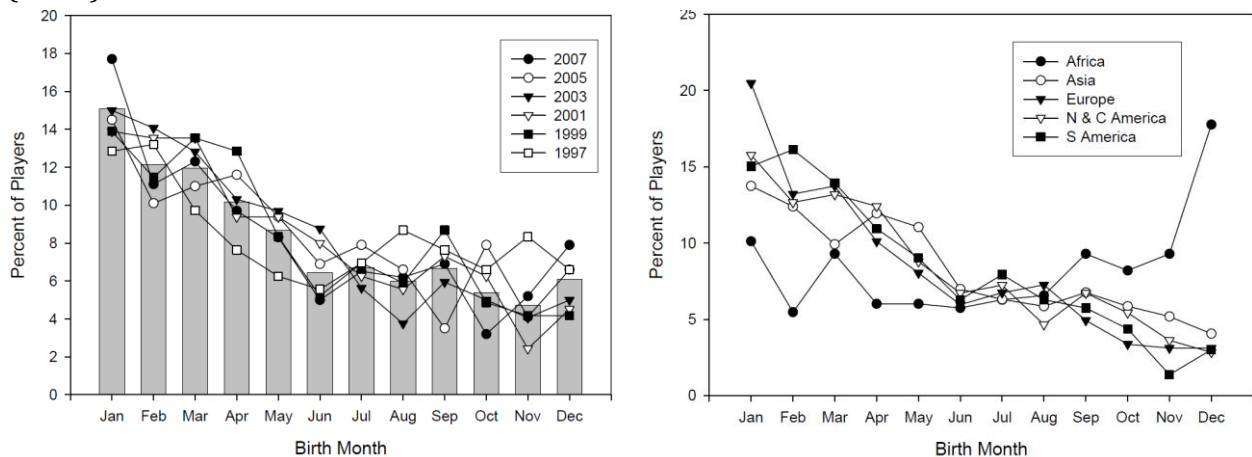 20
18
16
14
12
10
8
6
4
2
0
Percent of Players
Jan Feb Mar Apr May Jun Jul Aug Sep Oct Nov Dec
Birth Month
2007
2005
2003
2001
1999
1997
25
20
15
10
5
0
Percent of Players
Jan Feb Mar Apr May Jun Jul Aug Sep Oct Nov Dec
Birth Month
Africa
Asia
Europe
N & C America
S America